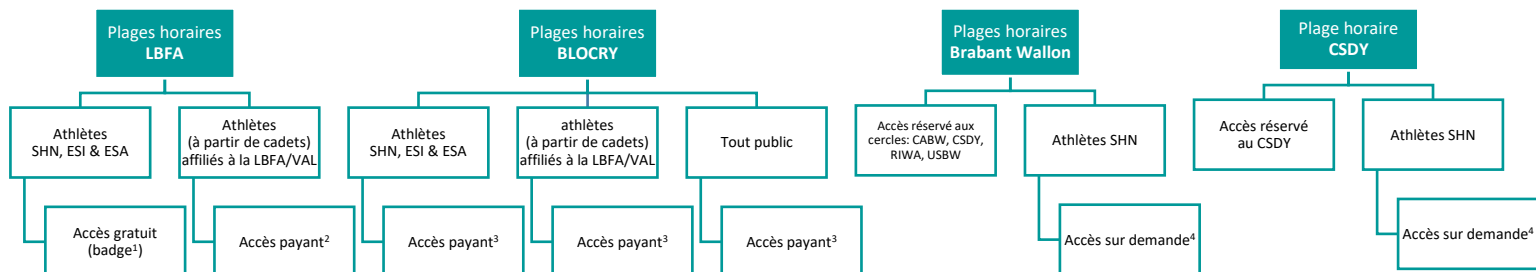 Plages horaires
LBFA
Athlètes
SHN, ESI & ESA
Accès gratuit
(badge¹)
Athlètes
(à partir de cadets)
affiliés à la LBFA/VAL
Accès payant²
Plages horaires
BLOCRY
Athlètes
SHN, ESI & ESA
Accès payant³
athlètes
(à partir de cadets)
affiliés à la LBFA/VAL
Accès payant³
Tout public
Accès payant³
Plages horaires
Brabant Wallon
Accès réservé aux
cercles: CABW, CSDY,
RIWA, USBW
Athlètes SHN
Accès sur demande⁴
Plage horaire
CSDY
Accès réservé
au CSDY
Athlètes SHN
Accès sur demande⁴